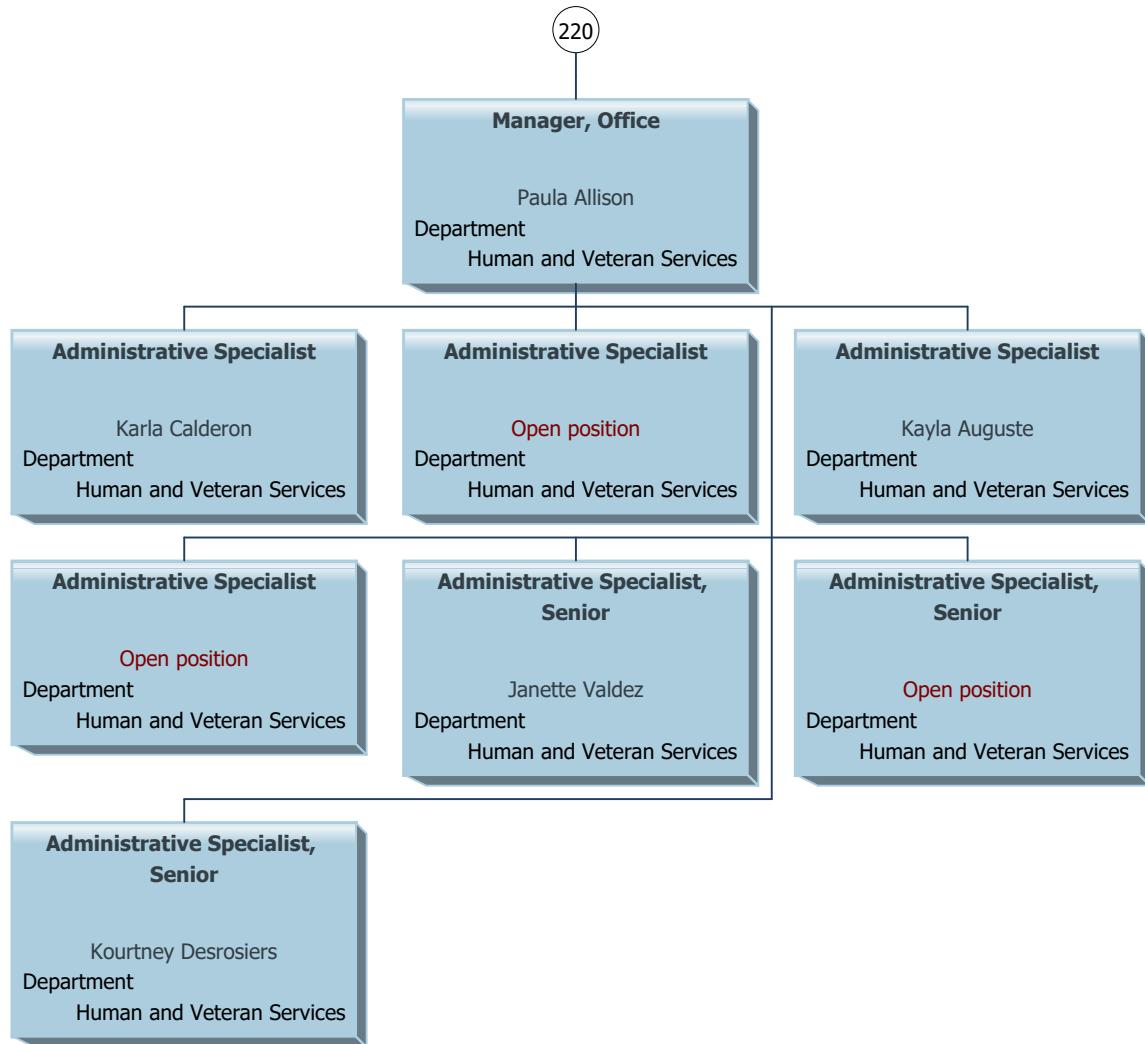 220
Manager, Office
Paula Allison
Department
Human and Veteran Services
Administrative Specialist
Karla Calderon
Department
Human and Veteran Services
Administrative Specialist
Open position
Department
Human and Veteran Services
Administrative Specialist
Kayla Auguste
Department
Human and Veteran Services
Administrative Specialist
Open position
Department
Human and Veteran Services
Administrative Specialist,
Senior
Janette Valdez
Department
Human and Veteran Services
Administrative Specialist,
Senior
Open position
Department
Human and Veteran Services
Administrative Specialist,
Senior
Kourtney Desrosiers
Department
Human and Veteran Services